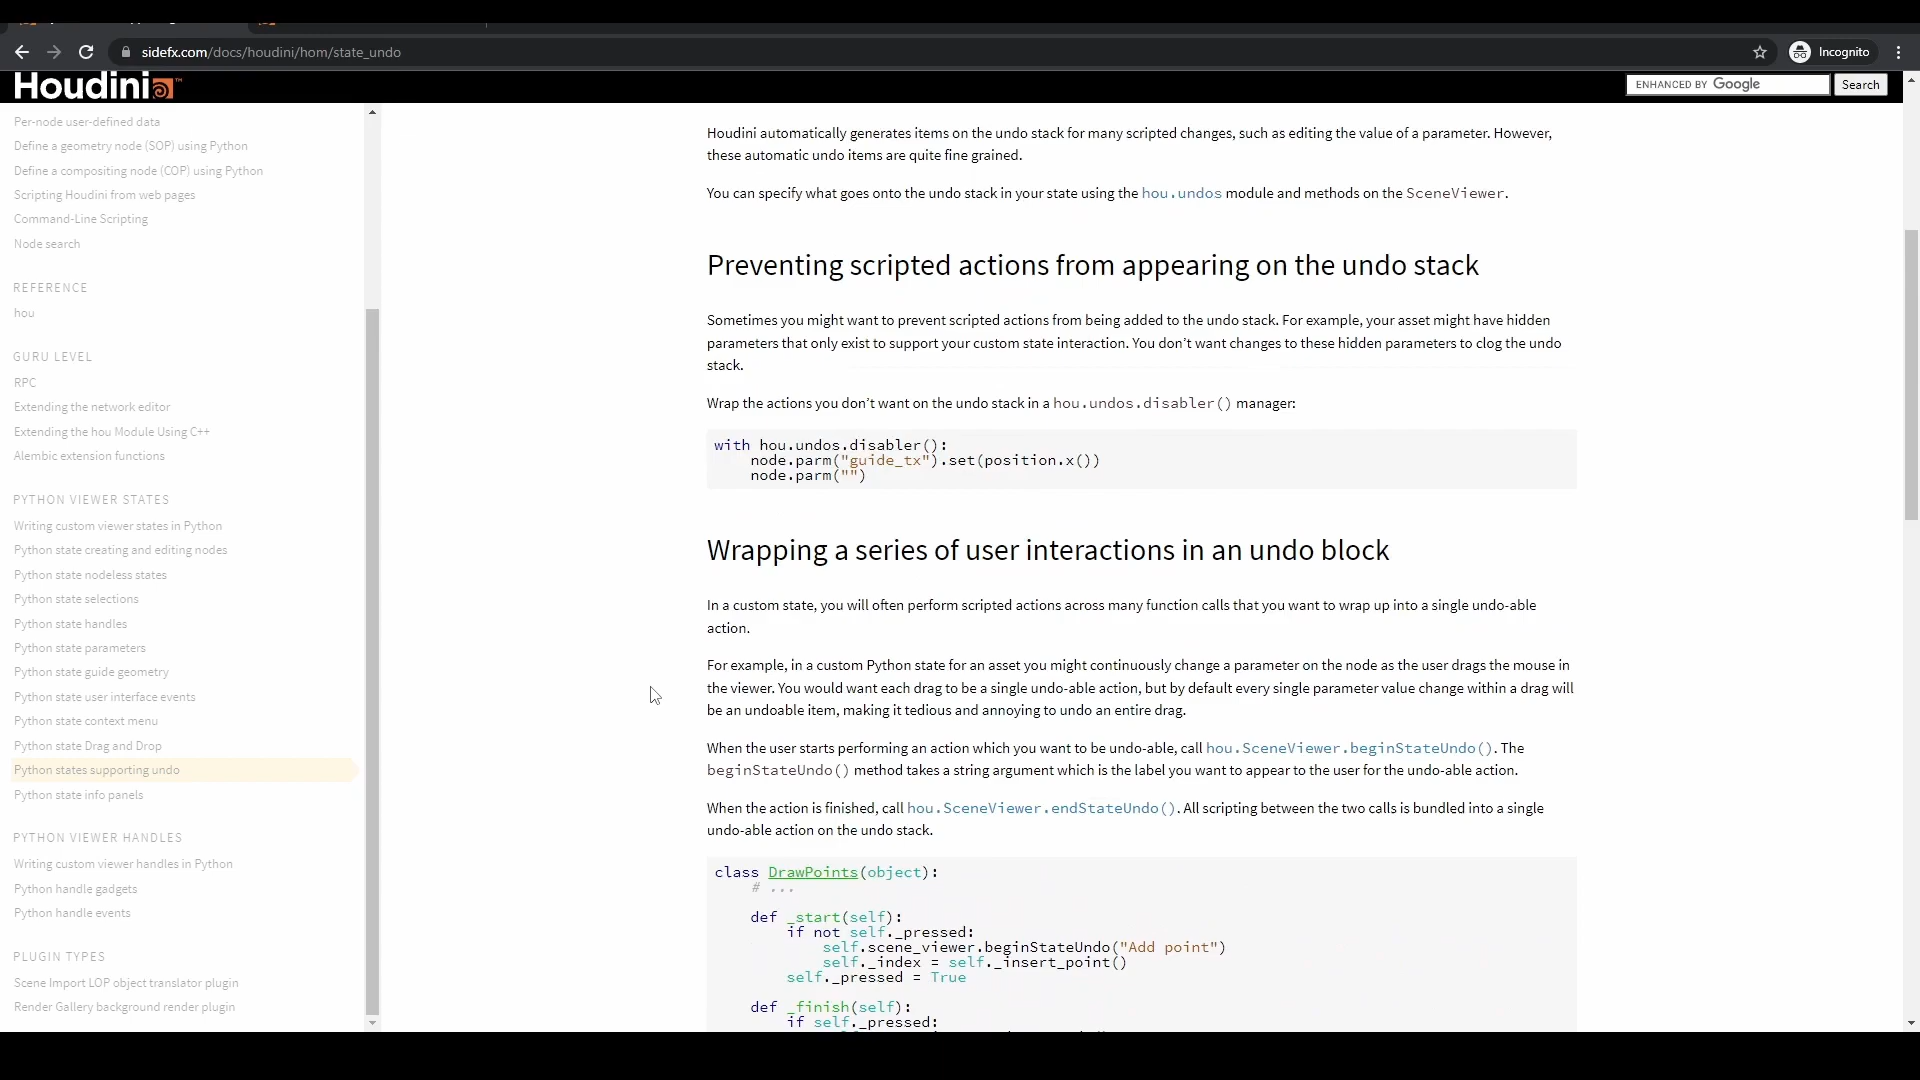 sidefx.com/docs/houdini/hom/state_undo
Incognito
Houdini
ENHANCED BY Google
Search
Per-node user-defined data
Define a geometry node (SOP) using Python
Define a compositing node (COP) using Python
Scripting Houdini from web pages
Command-Line Scripting
Node search
REFERENCE
hou
GURU LEVEL
RPC
Extending the network editor
Extending the hou Module Using C++
Alembic extension functions
PYTHON VIEWER STATES
Writing custom viewer states in Python
Python state creating and editing nodes
Python state nodeless states
Python state selections
Python state handles
Python state parameters
Python state guide geometry
Python state user interface events
Python state context menu
Python state Drag and Drop
Python states supporting undo
Python state info panels
PYTHON VIEWER HANDLES
Writing custom viewer handles in Python
Python handle gadgets
Python handle events
PLUGIN TYPES
Scene Import LOP object translator plugin
Render Gallery background render plugin
Houdini automatically generates items on the undo stack for many scripted changes, such as editing the value of a parameter. However,
these automatic undo items are quite fine grained.
You can specify what goes onto the undo stack in your state using the hou.undos module and methods on the SceneViewer.
Preventing scripted actions from appearing on the undo stack
Sometimes you might want to prevent scripted actions from being added to the undo stack. For example, your asset might have hidden
parameters that only exist to support your custom state interaction. You don’t want changes to these hidden parameters to clog the undo
stack.
Wrap the actions you don’t want on the undo stack in a hou.undos.disabler() manager:
with hou.undos.disabler():
    node.parm("guide_tx").set(position.x())
    node.parm("")
Wrapping a series of user interactions in an undo block
In a custom state, you will often perform scripted actions across many function calls that you want to wrap up into a single undo-able
action.
For example, in a custom Python state for an asset you might continuously change a parameter on the node as the user drags the mouse in
the viewer. You would want each drag to be a single undo-able action, but by default every single parameter value change within a drag will
be an undoable item, making it tedious and annoying to undo an entire drag.
When the user starts performing an action which you want to be undo-able, call hou.SceneViewer.beginStateUndo(). The
beginStateUndo() method takes a string argument which is the label you want to appear to the user for the undo-able action.
When the action is finished, call hou.SceneViewer.endStateUndo(). All scripting between the two calls is bundled into a single
undo-able action on the undo stack.
class DrawPoints(object):
    # ...
    def _start(self):
        if not self._pressed:
            self.scene_viewer.beginStateUndo("Add point")
            self._index = self._insert_point()
        self._pressed = True
    def _finish(self):
        if self._pressed: